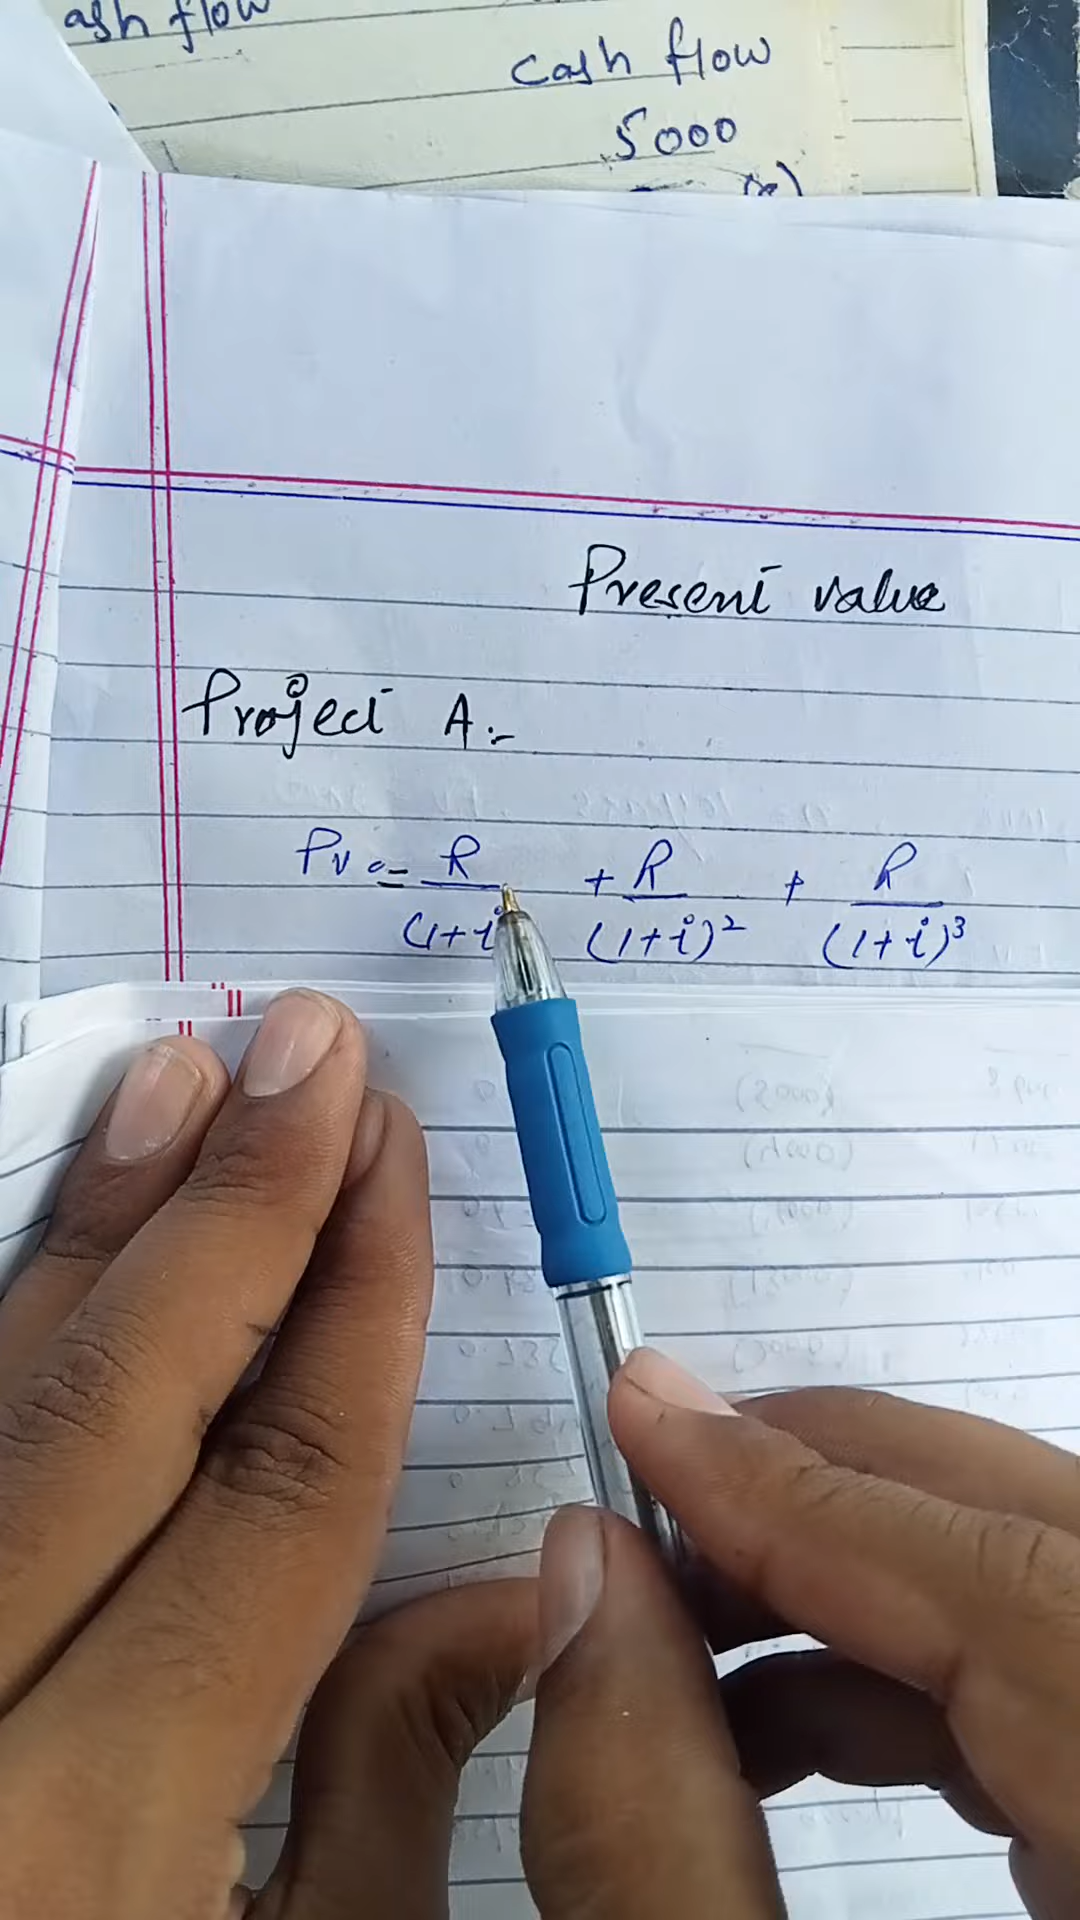 ash flow
Cash flow
5000
Present value
Project A:-
PV = R + R + R
(1+i (1+i)² (1+i)³